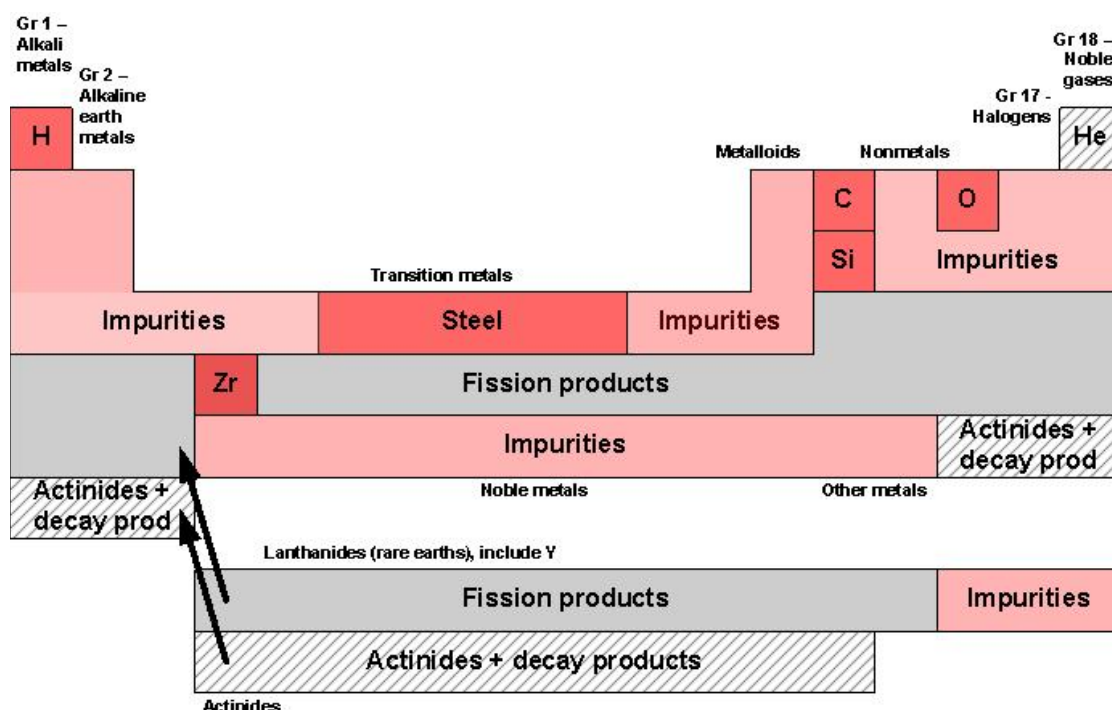 Gr 1 –
Alkali
metals
Gr 2 –
Alkaline
earth
metals
Gr 18 –
Noble
gases
Gr 17 -
Halogens
H
He
Metalloids
Nonmetals
C
O
Si
Impurities
Transition metals
Impurities
Steel
Impurities
Zr
Fission products
Impurities
Actinides +
decay prod
Actinides +
decay prod
Noble metals
Other metals
Lanthanides (rare earths), include Y
Fission products
Impurities
Actinides + decay products
Actinides